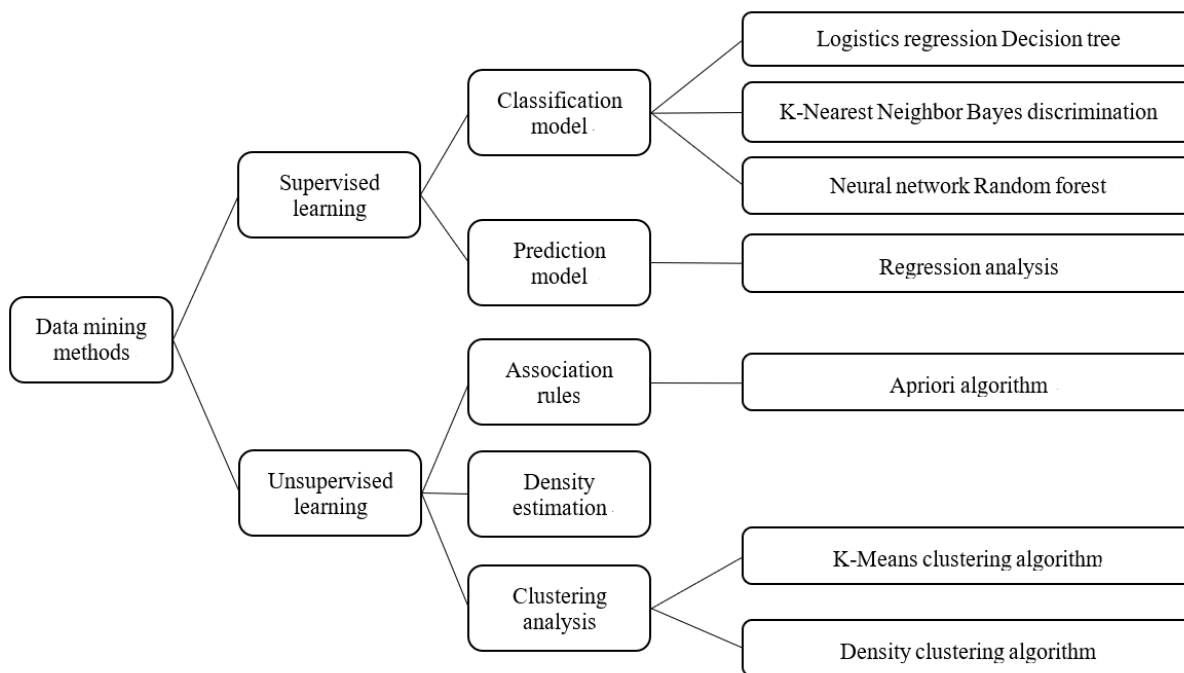 Data mining
methods
Supervised
learning
Unsupervised
learning
Classification
model
Prediction
model
Association
rules
Density
estimation
Clustering
analysis
Logistics regression Decision tree
K-Nearest Neighbor Bayes discrimination
Neural network Random forest
Regression analysis
Apriori algorithm
K-Means clustering algorithm
Density clustering algorithm